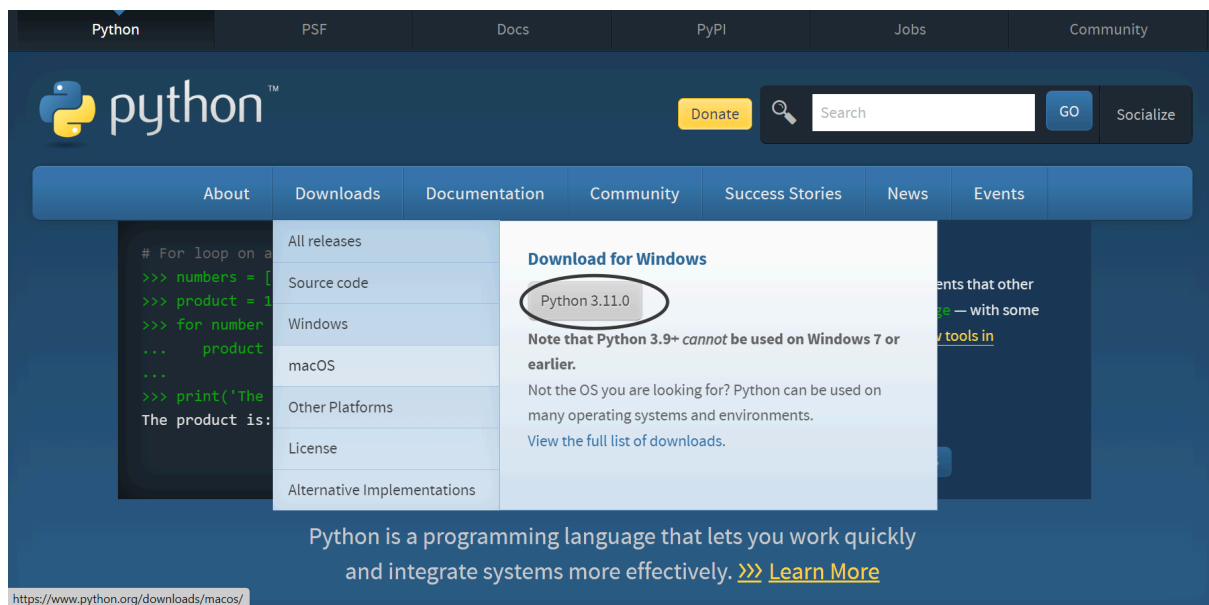 Python PSF Docs PyPI Jobs Community
python™
Donate Search GO Socialize
About Downloads Documentation Community Success Stories News Events
# For loop on a
>>> numbers = [
>>> product = 1
>>> for number
... product
...
>>> print('The
The product is:
All releases
Source code
Windows
macOS
Other Platforms
License
Alternative Implementations
Download for Windows
Python 3.11.0
Note that Python 3.9+ cannot be used on Windows 7 or
earlier.
Not the OS you are looking for? Python can be used on
many operating systems and environments.
View the full list of downloads.
ents that other
ge — with some
tools in
Python is a programming language that lets you work quickly
and integrate systems more effectively. >>> Learn More
https://www.python.org/downloads/macos/